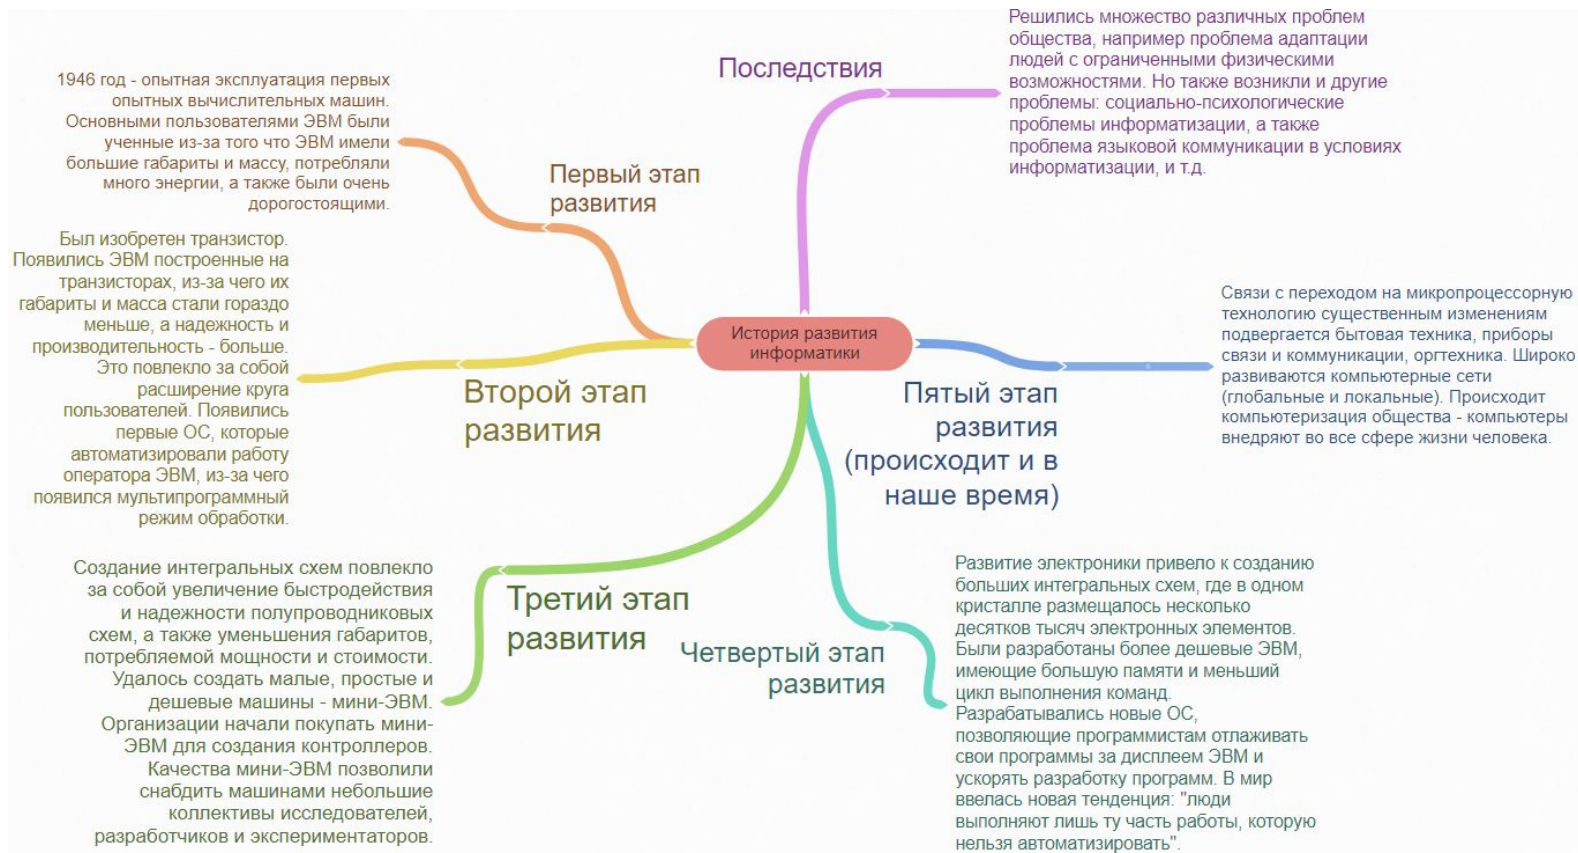 История развития
информатики
Первый этап
развития
1946 год - опытная эксплуатация первых
опытных вычислительных машин.
Основными пользователями ЭВМ были
ученные из-за того что ЭВМ имели
большие габариты и массу, потребляли
много энергии, а также были очень
дорогостоящими.
Второй этап
развития
Был изобретен транзистор.
Появились ЭВМ построенные на
транзисторах, из-за чего их
габариты и масса стали гораздо
меньше, а надежность и
производительность - больше.
Это повлекло за собой
расширение круга
пользователей. Появились
первые ОС, которые
автоматизировали работу
оператора ЭВМ, из-за чего
появился мультипрограммный
режим обработки.
Третий этап
развития
Создание интегральных схем повлекло
за собой увеличение быстродействия
и надежности полупроводниковых
схем, а также уменьшения габаритов,
потребляемой мощности и стоимости.
Удалось создать малые, простые и
дешевые машины - мини-ЭВМ.
Организации начали покупать мини-
ЭВМ для создания контроллеров.
Качества мини-ЭВМ позволили
снабдить машинами небольшие
коллективы исследователей,
разработчиков и экспериментаторов.
Четвертый этап
развития
Развитие электроники привело к созданию
больших интегральных схем, где в одном
кристалле размещалось несколько
десятков тысяч электронных элементов.
Были разработаны более дешевые ЭВМ,
имеющие большую памяти и меньший
цикл выполнения команд.
Разрабатывались новые ОС,
позволяющие программистам отлаживать
свои программы за дисплеем ЭВМ и
ускорять разработку программ. В мир
ввелась новая тенденция: "люди
выполняют лишь ту часть работы, которую
нельзя автоматизировать".
Пятый этап
развития
(происходит и в
наше время)
Связи с переходом на микропроцессорную
технологию существенным изменениям
подвергается бытовая техника, приборы
связи и коммуникации, оргтехника. Широко
развиваются компьютерные сети
(глобальные и локальные). Происходит
компьютеризация общества - компьютеры
внедряют во все сфере жизни человека.
Последствия
Решились множество различных проблем
общества, например проблема адаптации
людей с ограниченными физическими
возможностями. Но также возникли и другие
проблемы: социально-психологические
проблемы информатизации, а также
проблема языковой коммуникации в условиях
информатизации, и т.д.